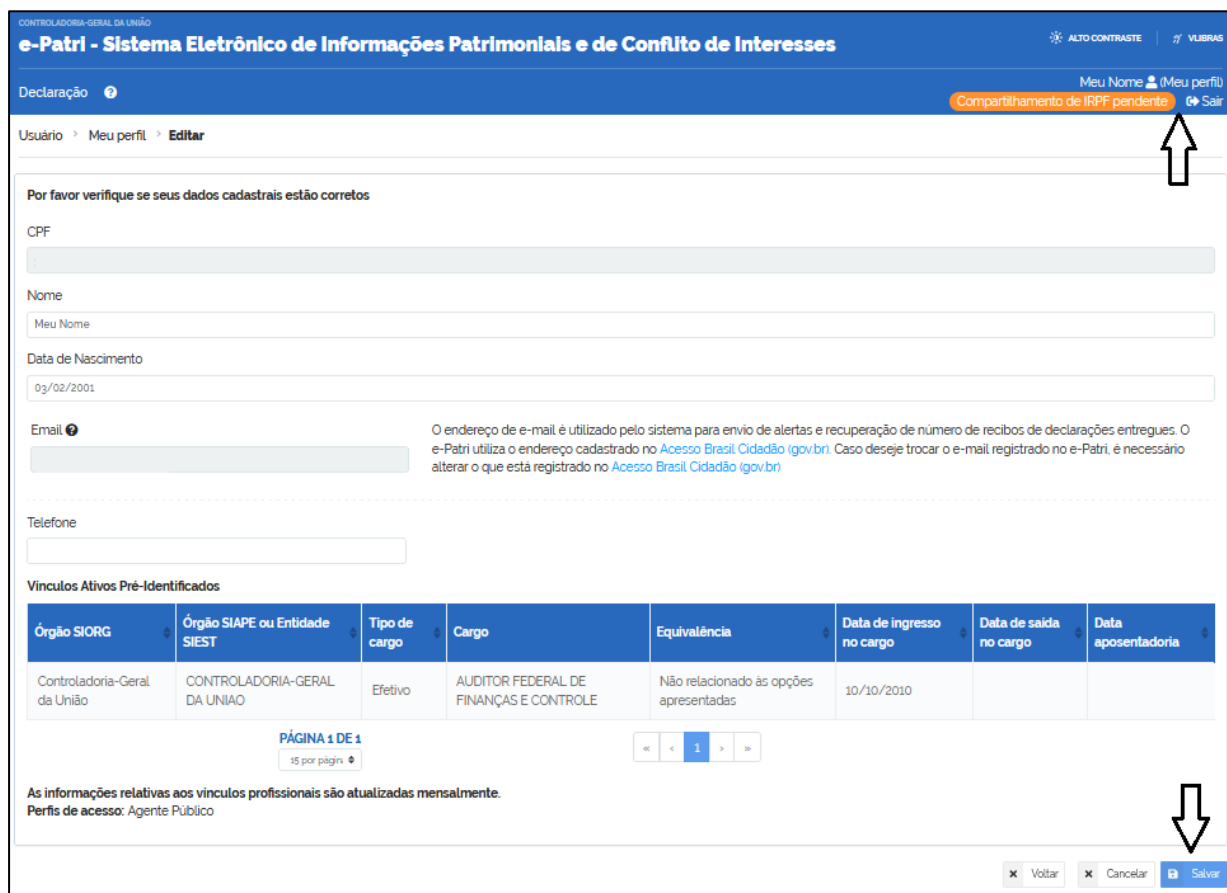 CONTROLADORIA-GERAL DA UNIÃO
e-Patri - Sistema Eletrônico de Informações Patrimoniais e de Conflito de Interesses
ALTO CONTRASTE
VLIBRAS
Declaração ?
Meu Nome (Meu perfil)
Compartilhamento de IRPF pendente
Sair
Usuário > Meu perfil > Editar
Por favor verifique se seus dados cadastrais estão corretos
CPF
Nome
Meu Nome
Data de Nascimento
03/02/2001
Email ?
O endereço de e-mail é utilizado pelo sistema para envio de alertas e recuperação de número de recibos de declarações entregues. O
e-Patri utiliza o endereço cadastrado no Acesso Brasil Cidadão (gov.br). Caso deseje trocar o e-mail registrado no e-Patri, é necessário
alterar o que está registrado no Acesso Brasil Cidadão (gov.br)
Telefone
Vínculos Ativos Pré-Identificados
Órgão SIORG
Órgão SIAPE ou Entidade
SIEST
Tipo de
cargo
Cargo
Equivalência
Data de ingresso
no cargo
Data de saída
no cargo
Data
aposentadoria
Controladoria-Geral
da União
CONTROLADORIA-GERAL
DA UNIAO
Efetivo
AUDITOR FEDERAL DE
FINANÇAS E CONTROLE
Não relacionado às opções
apresentadas
10/10/2010
PÁGINA 1 DE 1
15 por págin
« < 1 > »
As informações relativas aos vínculos profissionais são atualizadas mensalmente.
Perfis de acesso: Agente Público
Voltar
Cancelar
Salvar